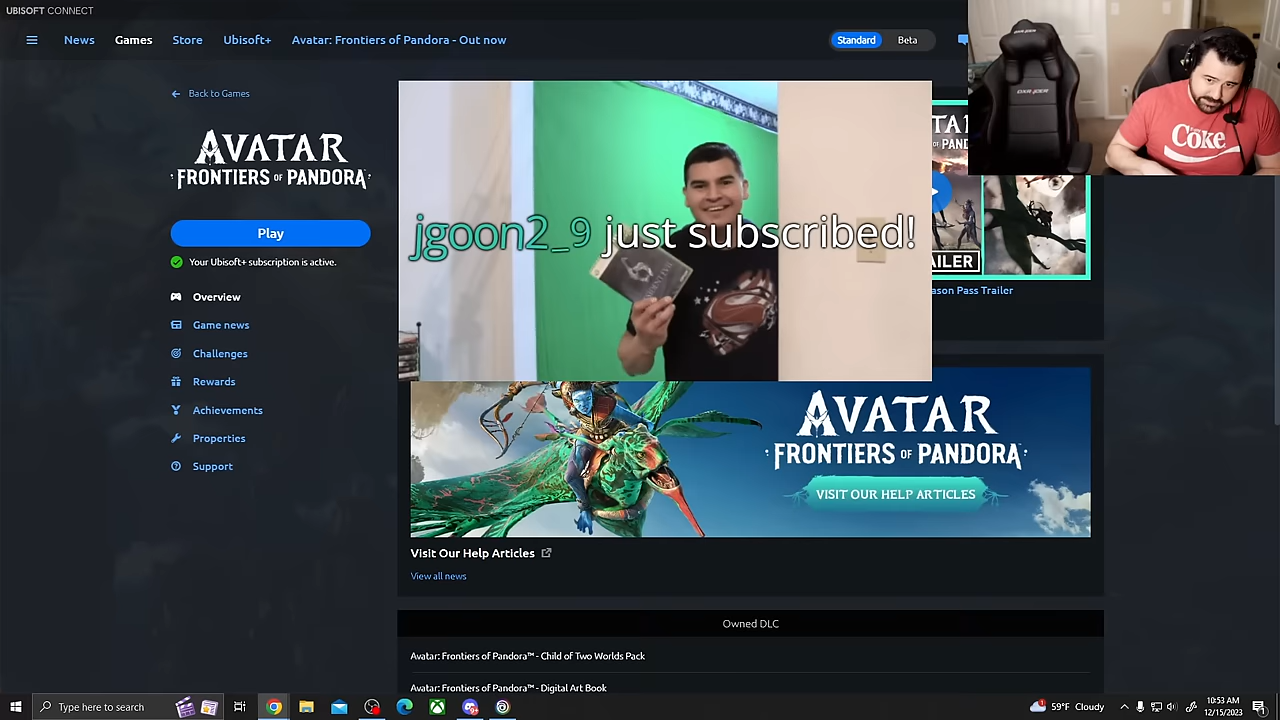 UBISOFT CONNECT
News
Games
Store
Ubisoft+
Avatar: Frontiers of Pandora - Out now
Standard
Beta
Back to Games
AVATAR
FRONTIERS OF PANDORA
Play
Your Ubisoft+ subscription is active.
Overview
Game news
Challenges
Rewards
Achievements
Properties
Support
jgoon2_9 just subscribed!
DXRACER
Coke
AILER
ason Pass Trailer
AVATAR
FRONTIERS OF PANDORA
VISIT OUR HELP ARTICLES
Visit Our Help Articles
View all news
Owned DLC
Avatar: Frontiers of Pandora™ - Child of Two Worlds Pack
Avatar: Frontiers of Pandora™ - Digital Art Book
Type here to search
59°F Cloudy
10:53 AM
12/15/2023